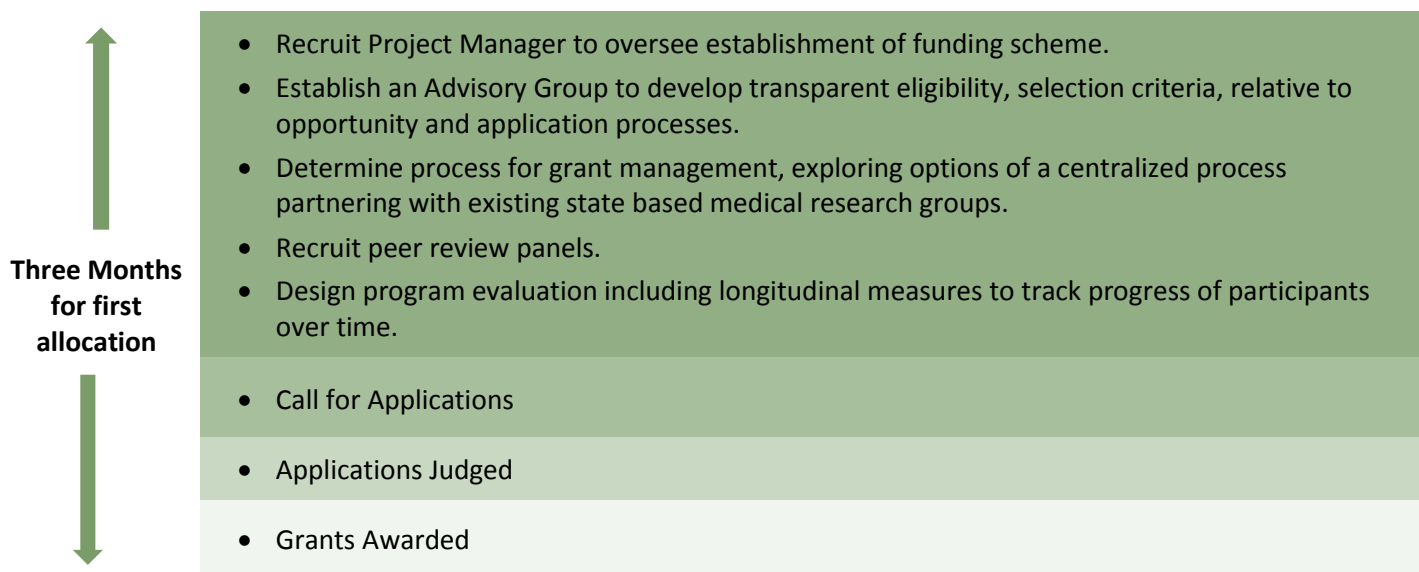 • Recruit Project Manager to oversee establishment of funding scheme.
• Establish an Advisory Group to develop transparent eligibility, selection criteria, relative to
opportunity and application processes.
• Determine process for grant management, exploring options of a centralized process
partnering with existing state based medical research groups.
• Recruit peer review panels.
• Design program evaluation including longitudinal measures to track progress of participants
over time.
Three Months
for first
allocation
• Call for Applications
• Applications Judged
• Grants Awarded